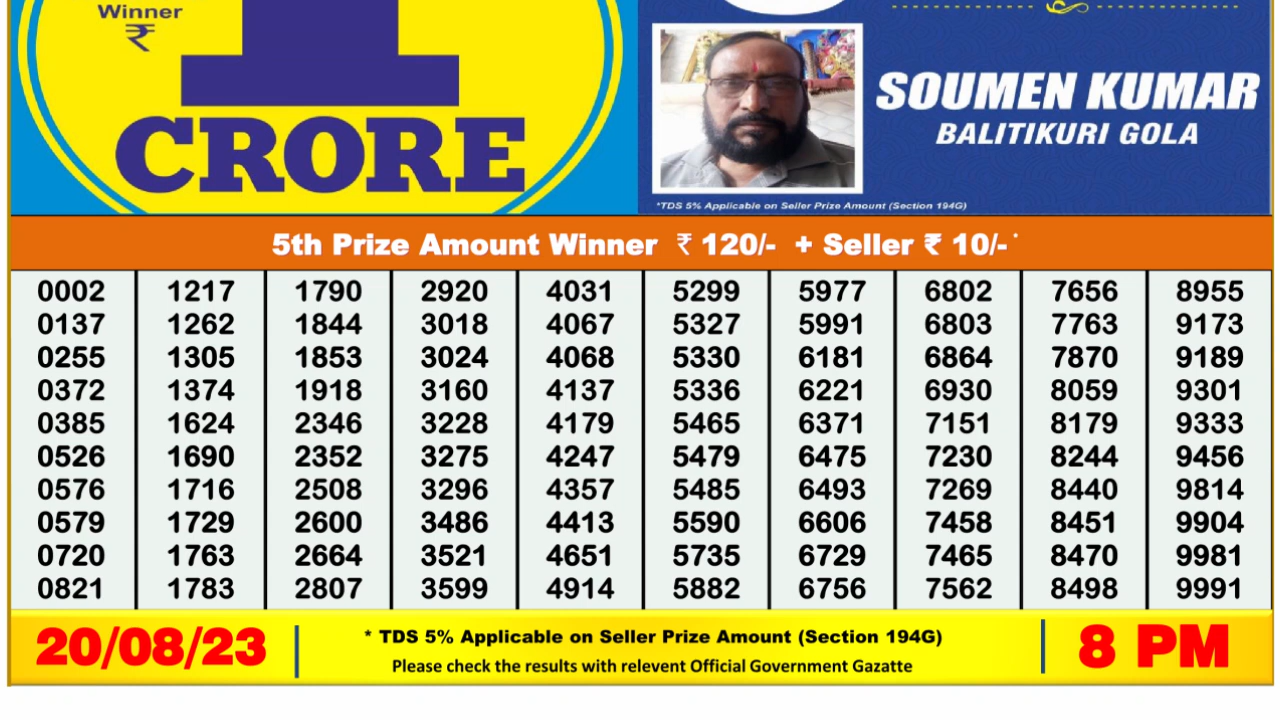 Winner
₹
1
CRORE
SOUMEN KUMAR
BALITIKURI GOLA
*TDS 5% Applicable on Seller Prize Amount (Section 194G)
5th Prize Amount Winner ₹ 120/- + Seller ₹ 10/- *
0002 1217 1790 2920 4031 5299 5977 6802 7656 8955
0137 1262 1844 3018 4067 5327 5991 6803 7763 9173
0255 1305 1853 3024 4068 5330 6181 6864 7870 9189
0372 1374 1918 3160 4137 5336 6221 6930 8059 9301
0385 1624 2346 3228 4179 5465 6371 7151 8179 9333
0526 1690 2352 3275 4247 5479 6475 7230 8244 9456
0576 1716 2508 3296 4357 5485 6493 7269 8440 9814
0579 1729 2600 3486 4413 5590 6606 7458 8451 9904
0720 1763 2664 3521 4651 5735 6729 7465 8470 9981
0821 1783 2807 3599 4914 5882 6756 7562 8498 9991
20/08/23
* TDS 5% Applicable on Seller Prize Amount (Section 194G)
Please check the results with relevent Official Government Gazatte
8 PM